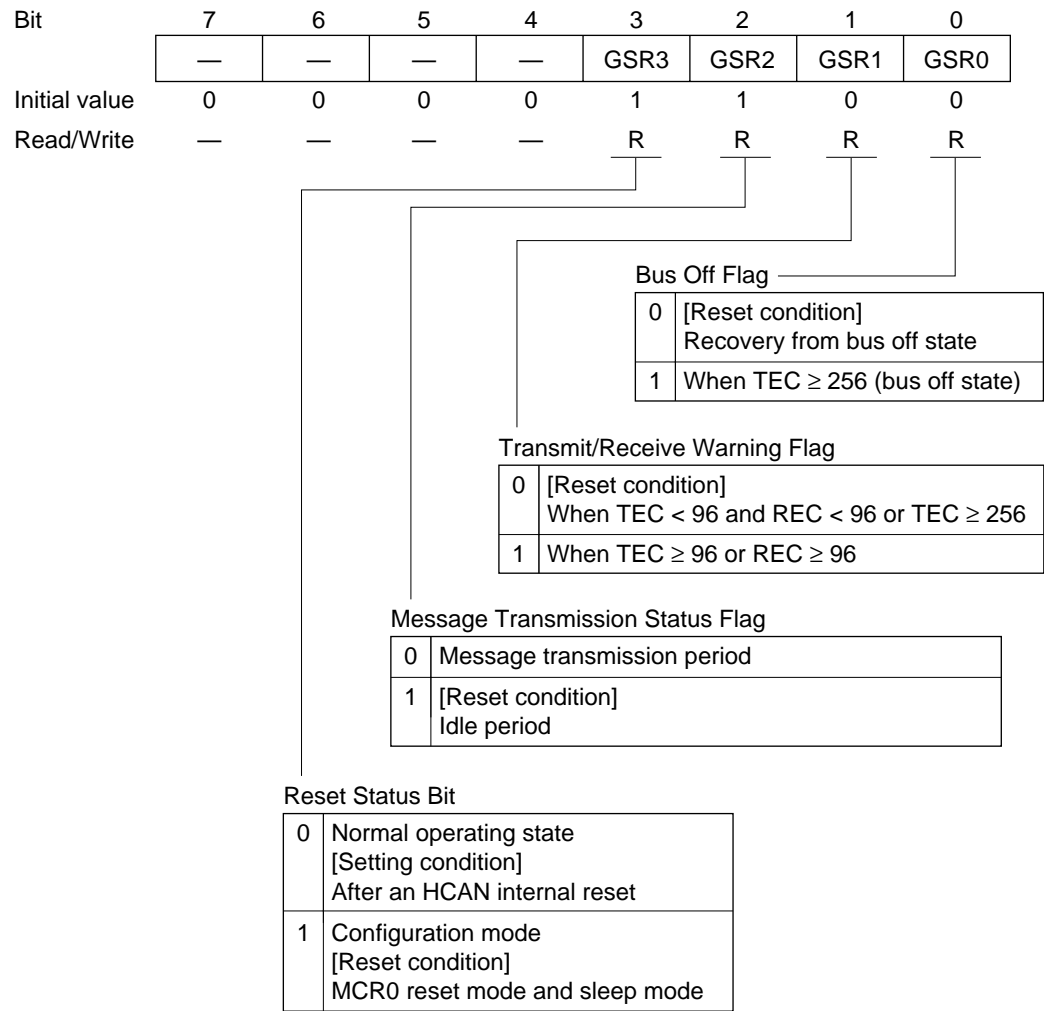 Bit 7 6 5 4 3 2 1 0
— — — — GSR3 GSR2 GSR1 GSR0
Initial value 0 0 0 0 1 1 0 0
Read/Write — — — — R R R R
Bus Off Flag
0 [Reset condition]
Recovery from bus off state
1 When TEC ≥ 256 (bus off state)
Transmit/Receive Warning Flag
0 [Reset condition]
When TEC < 96 and REC < 96 or TEC ≥ 256
1 When TEC ≥ 96 or REC ≥ 96
Message Transmission Status Flag
0 Message transmission period
1 [Reset condition]
Idle period
Reset Status Bit
0 Normal operating state
[Setting condition]
After an HCAN internal reset
1 Configuration mode
[Reset condition]
MCR0 reset mode and sleep mode